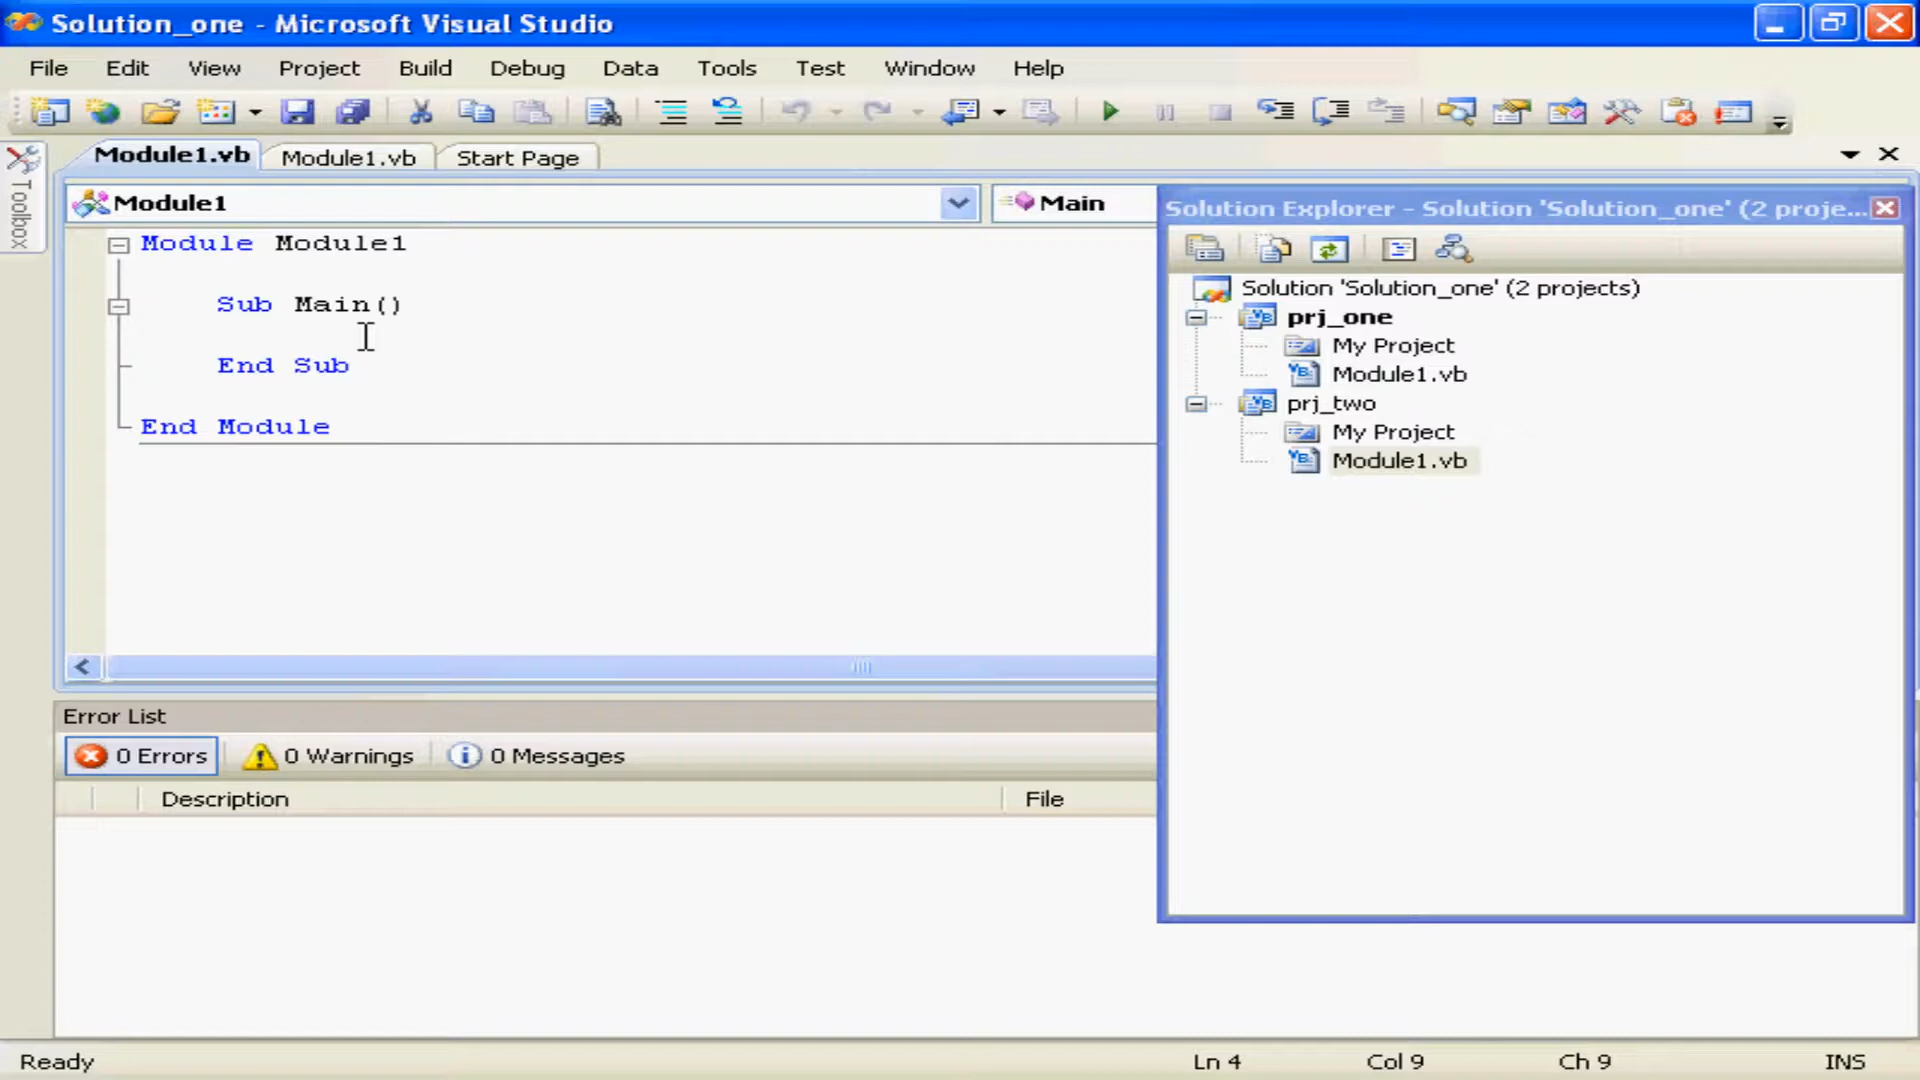 Solution_one - Microsoft Visual Studio
File Edit View Project Build Debug Data Tools Test Window Help
Module1.vb Module1.vb Start Page
Toolbox
Module1 Main
Module Module1
Sub Main()
End Sub
End Module
Solution Explorer - Solution 'Solution_one' (2 proje...
Solution 'Solution_one' (2 projects)
prj_one
My Project
Module1.vb
prj_two
My Project
Module1.vb
Error List
0 Errors 0 Warnings 0 Messages
Description File
Ready Ln 4 Col 9 Ch 9 INS